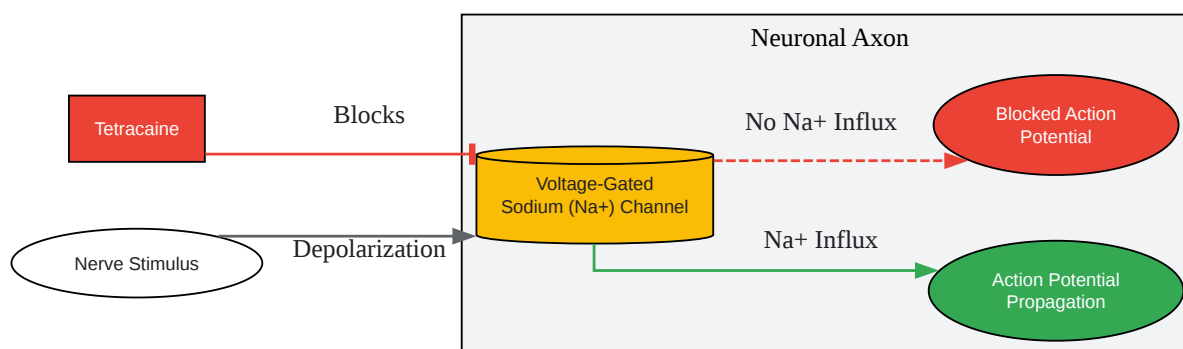 Neuronal Axon
Tetracaine
Blocks
No Na+ Influx
Blocked Action
Potential
Voltage-Gated
Sodium (Na+) Channel
Nerve Stimulus
Depolarization
Na+ Influx
Action Potential
Propagation